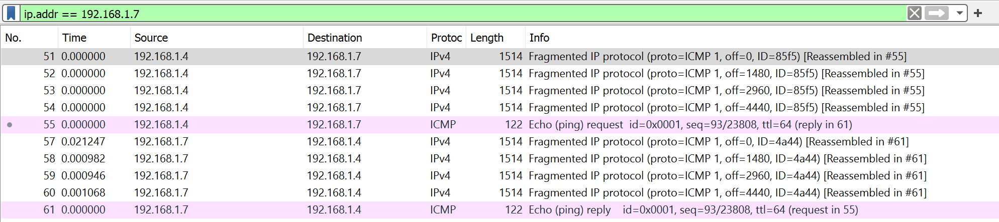 ip.addr == 192.168.1.7
No. Time Source Destination Protoc Length Info
51 0.000000 192.168.1.4 192.168.1.7 IPv4 1514 Fragmented IP protocol (proto=ICMP 1, off=0, ID=85f5) [Reassembled in #55]
52 0.000000 192.168.1.4 192.168.1.7 IPv4 1514 Fragmented IP protocol (proto=ICMP 1, off=1480, ID=85f5) [Reassembled in #55]
53 0.000000 192.168.1.4 192.168.1.7 IPv4 1514 Fragmented IP protocol (proto=ICMP 1, off=2960, ID=85f5) [Reassembled in #55]
54 0.000000 192.168.1.4 192.168.1.7 IPv4 1514 Fragmented IP protocol (proto=ICMP 1, off=4440, ID=85f5) [Reassembled in #55]
55 0.000000 192.168.1.4 192.168.1.7 ICMP 122 Echo (ping) request id=0x0001, seq=93/23808, ttl=64 (reply in 61)
57 0.021247 192.168.1.7 192.168.1.4 IPv4 1514 Fragmented IP protocol (proto=ICMP 1, off=0, ID=4a44) [Reassembled in #61]
58 0.000982 192.168.1.7 192.168.1.4 IPv4 1514 Fragmented IP protocol (proto=ICMP 1, off=1480, ID=4a44) [Reassembled in #61]
59 0.000946 192.168.1.7 192.168.1.4 IPv4 1514 Fragmented IP protocol (proto=ICMP 1, off=2960, ID=4a44) [Reassembled in #61]
60 0.001068 192.168.1.7 192.168.1.4 IPv4 1514 Fragmented IP protocol (proto=ICMP 1, off=4440, ID=4a44) [Reassembled in #61]
61 0.000000 192.168.1.7 192.168.1.4 ICMP 122 Echo (ping) reply id=0x0001, seq=93/23808, ttl=64 (request in 55)